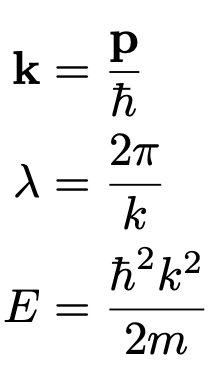 𝐤 = 𝐩/ħ
λ = 2π/k
E = ħ²k²/2m